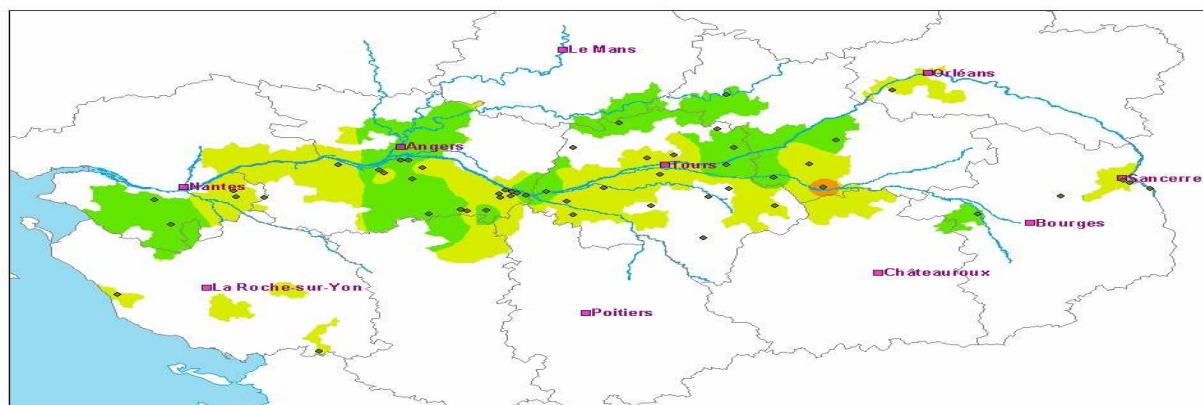 Le Mans
Orléans
Angers
Tours
Nantes
Sancerre
Bourges
Châteauroux
La Roche-sur-Yon
Poitiers